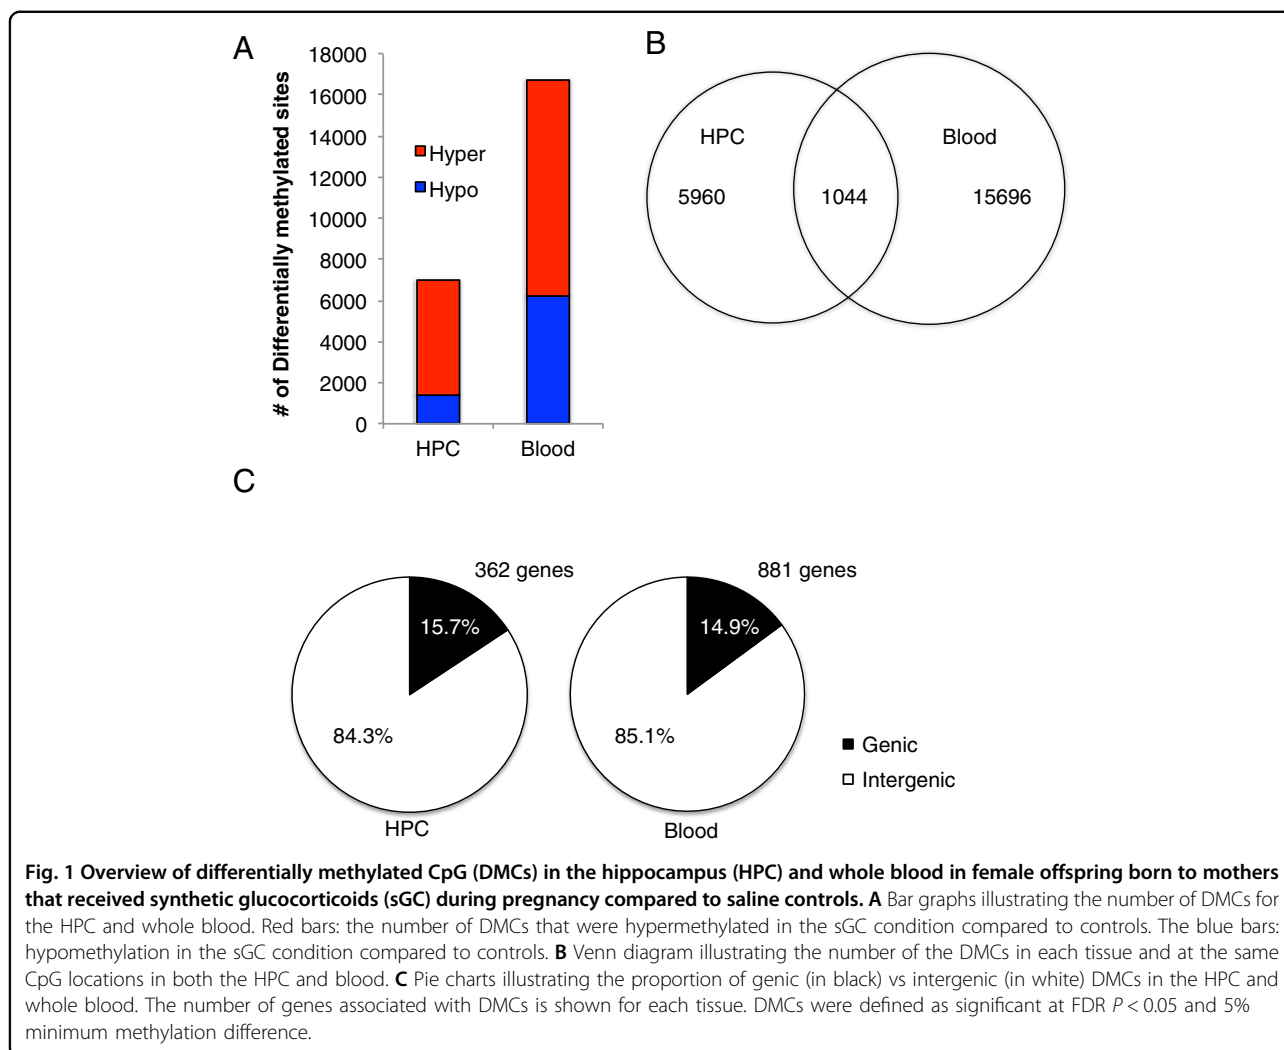 A
18000
16000
14000
12000
10000
8000
6000
4000
2000
0
# of Differentially methylated sites
Hyper
Hypo
HPC
Blood
B
HPC
Blood
5960
1044
15696
C
362 genes
881 genes
15.7%
14.9%
84.3%
85.1%
Genic
Intergenic
HPC
Blood
Fig. 1 Overview of differentially methylated CpG (DMCs) in the hippocampus (HPC) and whole blood in female offspring born to mothers
that received synthetic glucocorticoids (sGC) during pregnancy compared to saline controls. A Bar graphs illustrating the number of DMCs for
the HPC and whole blood. Red bars: the number of DMCs that were hypermethylated in the sGC condition compared to controls. The blue bars:
hypomethylation in the sGC condition compared to controls. B Venn diagram illustrating the number of the DMCs in each tissue and at the same
CpG locations in both the HPC and blood. C Pie charts illustrating the proportion of genic (in black) vs intergenic (in white) DMCs in the HPC and
whole blood. The number of genes associated with DMCs is shown for each tissue. DMCs were defined as significant at FDR P < 0.05 and 5%
minimum methylation difference.